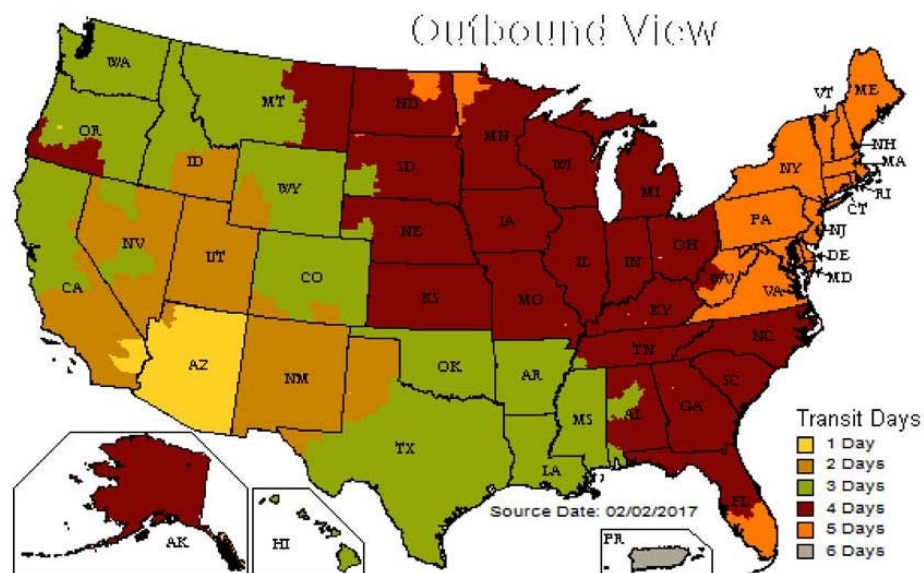 Outbound View
WA
MT
ND
MN
VT
ME
OR
ID
SD
WI
MI
NY
NH
MA
WY
IA
PA
RI
CT
NV
UT
NE
IL
IN
OH
NJ
DE
MD
CA
CO
KS
MO
WV
VA
KY
AZ
NM
OK
AR
TN
NC
SC
MS
AL
GA
TX
LA
FL
AK
HI
PR
Source Date: 02/02/2017
Transit Days
1 Day
2 Days
3 Days
4 Days
5 Days
6 Days